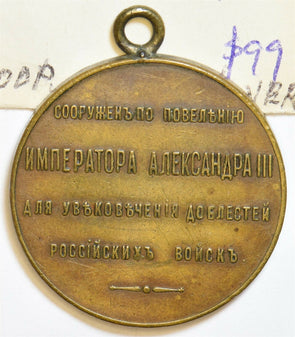 $99
СООРУЖЕНЪ ПО ПОВЕЛѢНІЮ
ИМПЕРАТОРА АЛЕКСАНДРА III
ДЛЯ УВѢКОВѢЧЕНІЯ ДОБЛЕСТЕЙ
РОССІЙСКИХЪ ВОЙСКЪ